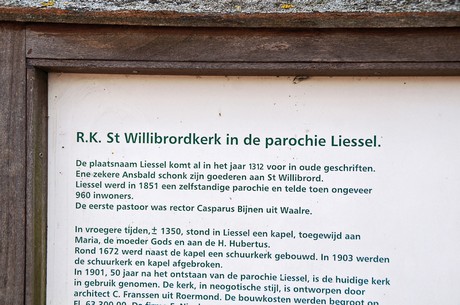 R.K. St Willibrordkerk in de parochie Liessel.
De plaatsnaam Liessel komt al in het jaar 1312 voor in oude geschriften.
Ene zekere Ansbald schonk zijn goederen aan St Willibrord.
Liessel werd in 1851 een zelfstandige parochie en telde toen ongeveer
960 inwoners.
De eerste pastoor was rector Casparus Bijnen uit Waalre.
In vroegere tijden,± 1350, stond in Liessel een kapel, toegewijd aan
Maria, de moeder Gods en aan de H. Hubertus.
Rond 1672 werd naast de kapel een schuurkerk gebouwd. In 1903 werden
de schuurkerk en kapel afgebroken.
In 1901, 50 jaar na het ontstaan van de parochie Liessel, is de huidige kerk
in gebruik genomen. De kerk, in neogotische stijl, is ontworpen door
architect C. Franssen uit Roermond. De bouwkosten werden begroot op